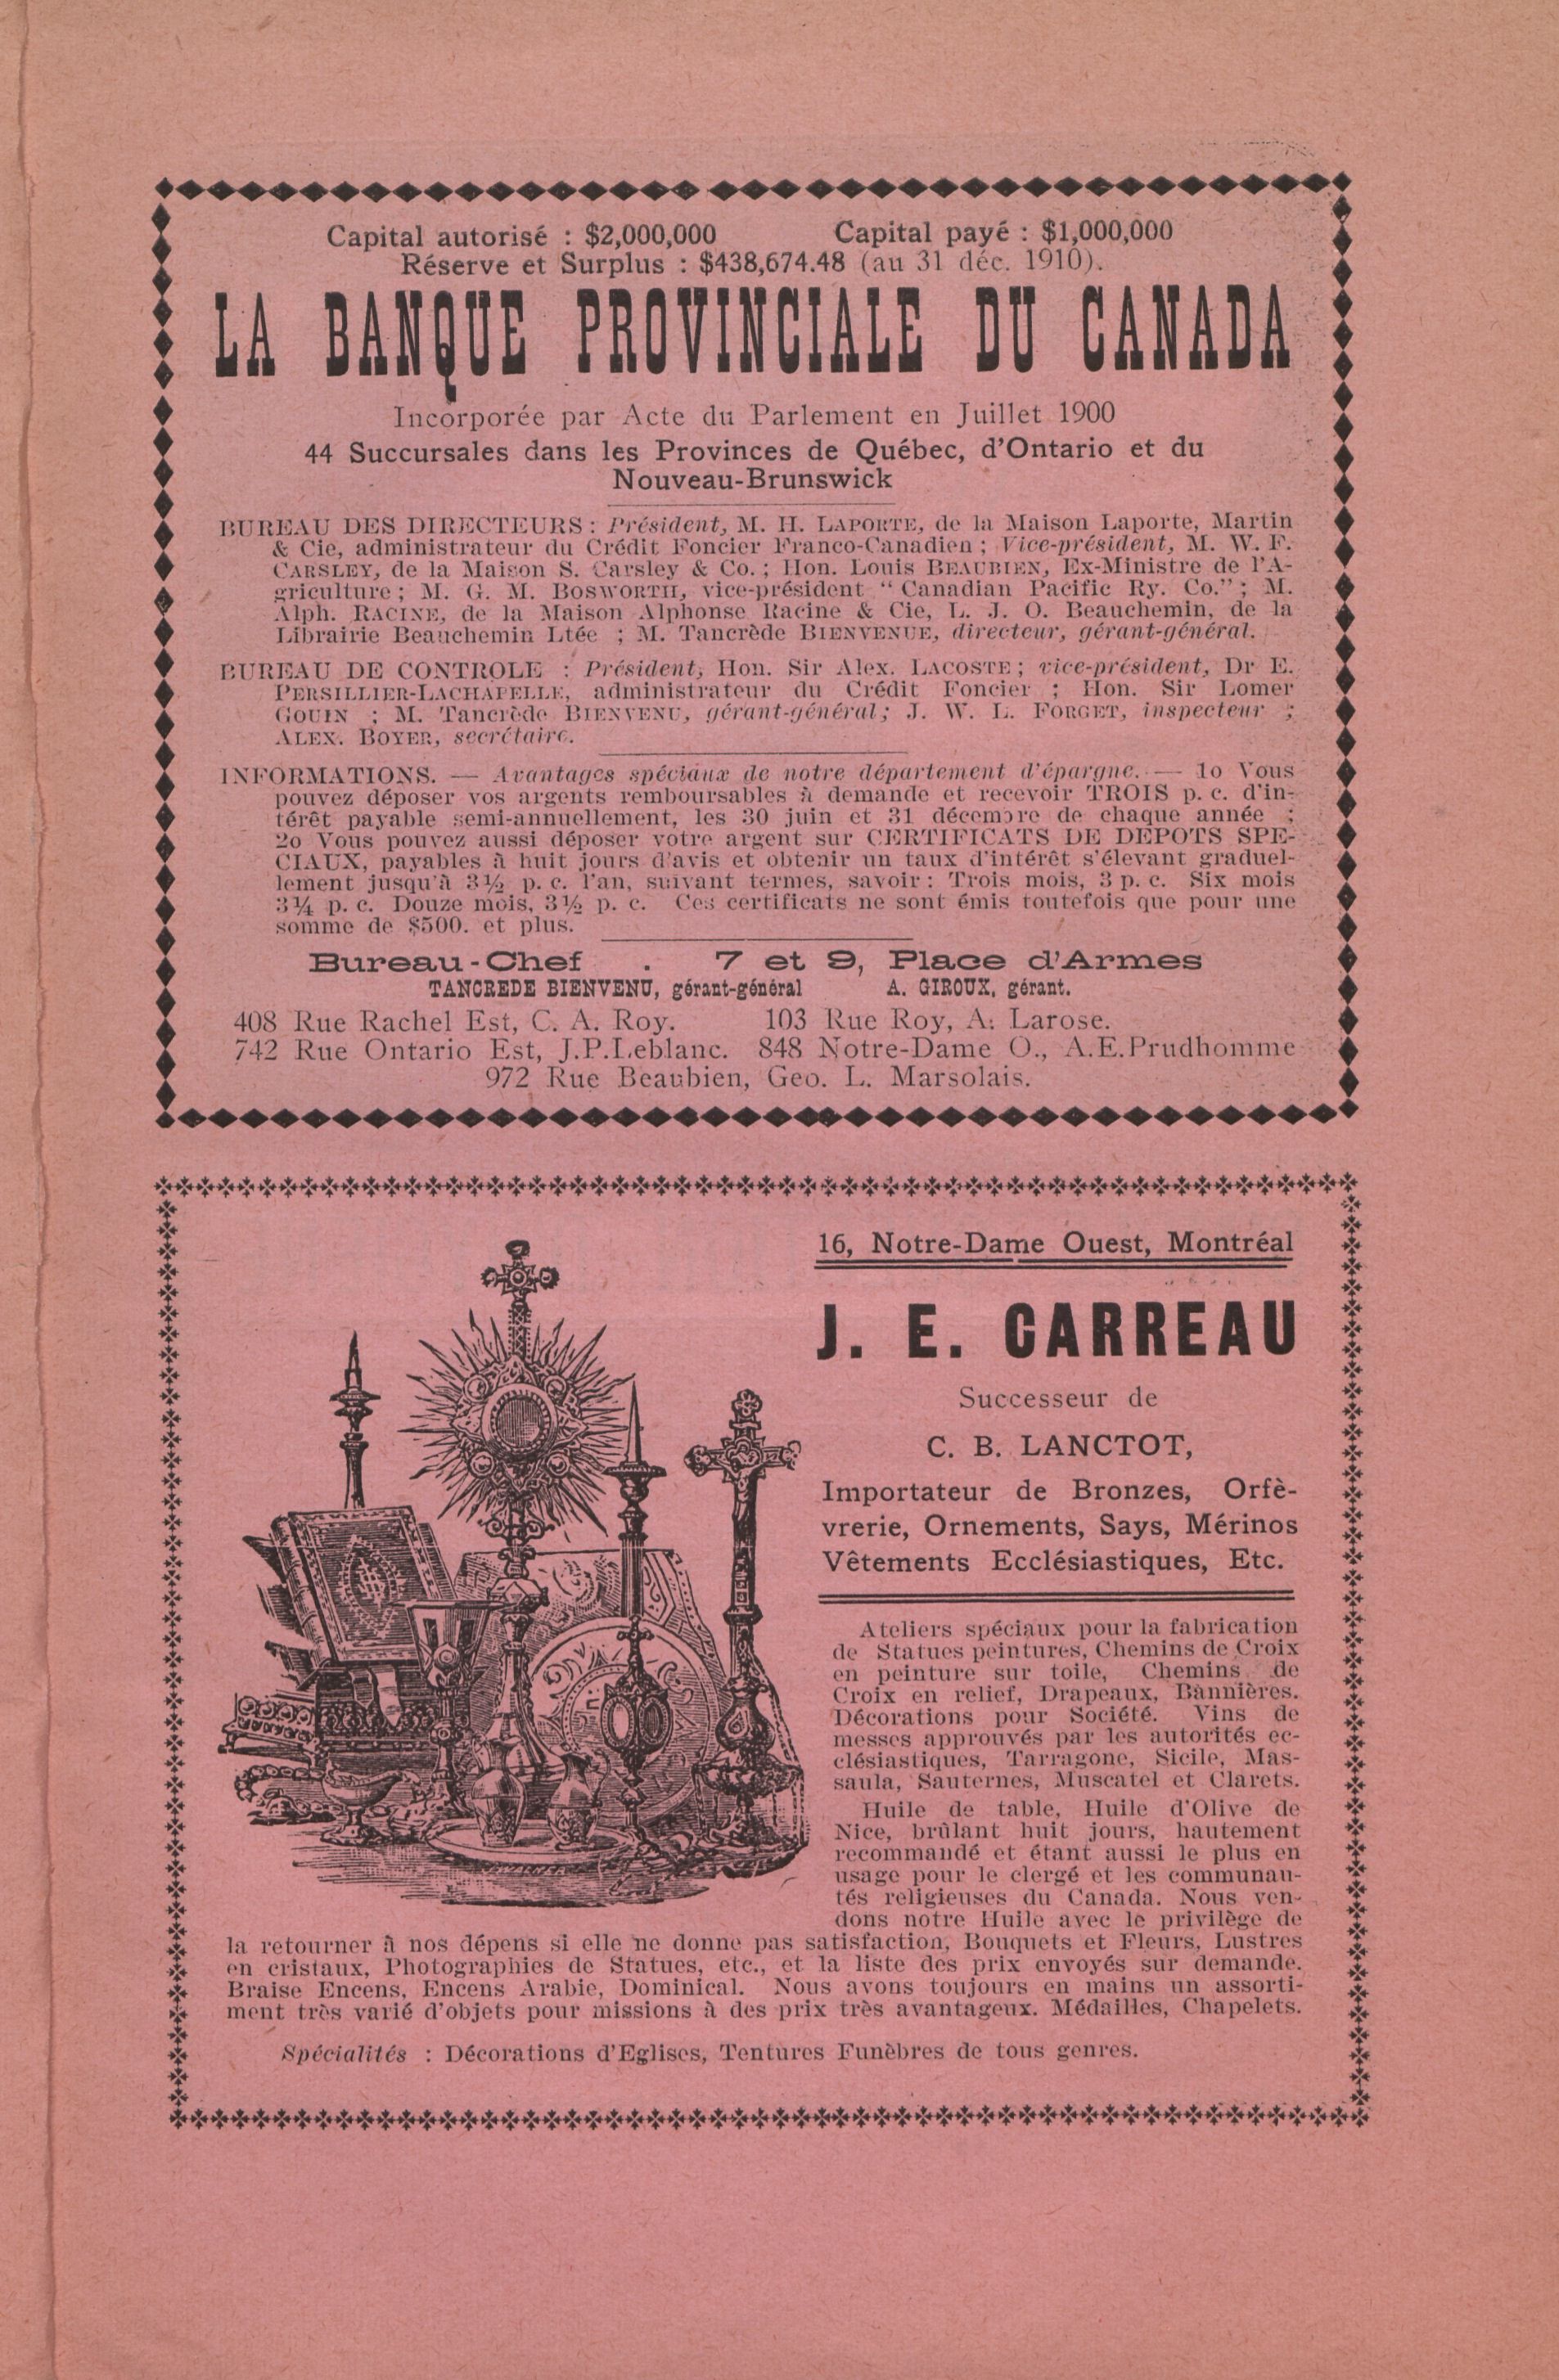 Capital autorisé : $2,000,000 Capital payé : $1,000,000
Réserve et Surplus : $438,674.48 (au 31 déc. 1910).
LA BANQUE PROVINCIALE DU CANADA
Incorporée par Acte du Parlement en Juillet 1900
44 Succursales dans les Provinces de Québec, d'Ontario et du
Nouveau-Brunswick
BUREAU DES DIRECTEURS : Président, M. H. LAPORTE, de la Maison Laporte, Martin
& Cie, administrateur du Crédit Foncier Franco-Canadien ; Vice-président, M. W. F.
CARSLEY, de la Maison S. Carsley & Co. ; Hon. Louis BEAUBIEN, Ex-Ministre de l'A-
griculture ; M. G. M. BOSWORTH, vice-président " Canadian Pacific Ry. Co." ; M.
Alph. RACINE, de la Maison Alphonse Racine & Cie, L. J. O. Beauchemin, de la
Librairie Beauchemin Ltée ; M. Tancrède BIENVENUE, directeur, gérant-général.
BUREAU DE CONTROLE : Président, Hon. Sir Alex. LACOSTE ; vice-président, Dr E.
PERSILLIER-LACHAPELLE, administrateur du Crédit Foncier ; Hon. Sir Lomer
GOUIN ; M. Tancrède BIENVENU, gérant-général ; J. W. L. FORGET, inspecteur ;
ALEX. BOYER, secrétaire.
INFORMATIONS. — Avantages spéciaux de notre département d'épargne. — 1o Vous
pouvez déposer vos argents remboursables à demande et recevoir TROIS p. c. d'in-
térêt payable semi-annuellement, les 30 juin et 31 décembre de chaque année ;
2o Vous pouvez aussi déposer votre argent sur CERTIFICATS DE DEPOTS SPE-
CIAUX, payables à huit jours d'avis et obtenir un taux d'intérêt s'élevant graduel-
lement jusqu'à 3½ p. c. l'an, suivant termes, savoir : Trois mois, 3 p. c. Six mois
3¼ p. c. Douze mois, 3½ p. c. Ces certificats ne sont émis toutefois que pour une
somme de $500. et plus.
Bureau-Chef . 7 et 9, Place d'Armes
TANCREDE BIENVENU, gérant-général A. GIROUX, gérant.
408 Rue Rachel Est, C. A. Roy. 103 Rue Roy, A. Larose.
742 Rue Ontario Est, J.P.Leblanc. 848 Notre-Dame O., A.E.Prudhomme
972 Rue Beaubien, Geo. L. Marsolais.
16, Notre-Dame Ouest, Montréal
J. E. CARREAU
Successeur de
C. B. LANCTOT,
Importateur de Bronzes, Orfè-
vrerie, Ornements, Says, Mérinos
Vêtements Ecclésiastiques, Etc.
Ateliers spéciaux pour la fabrication
de Statues peintures, Chemins de Croix
en peinture sur toile, Chemins de
Croix en relief, Drapeaux, Bannières.
Décorations pour Société. Vins de
messes approuvés par les autorités ec-
clésiastiques, Tarragone, Sicile, Mas-
saula, Sauternes, Muscatel et Clarets.
Huile de table, Huile d'Olive de
Nice, brûlant huit jours, hautement
recommandé et étant aussi le plus en
usage pour le clergé et les communau-
tés religieuses du Canada. Nous ven-
dons notre Huile avec le privilège de
la retourner à nos dépens si elle ne donne pas satisfaction, Bouquets et Fleurs, Lustres
en cristaux, Photographies de Statues, etc., et la liste des prix envoyés sur demande.
Braise Encens, Encens Arabie, Dominical. Nous avons toujours en mains un assorti-
ment très varié d'objets pour missions à des prix très avantageux. Médailles, Chapelets.
Spécialités : Décorations d'Eglises, Tentures Funèbres de tous genres.